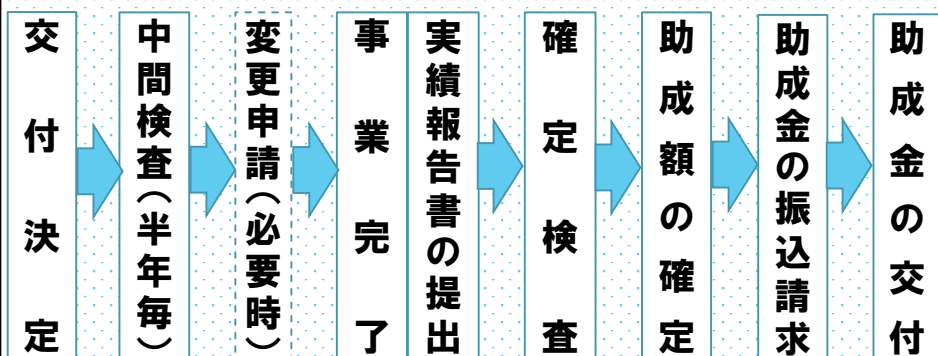 交付決定
中間検査(半年毎)
変更申請(必要時)
事業完了
実績報告書の提出
確定検査
助成額の確定
助成金の振込請求
助成金の交付